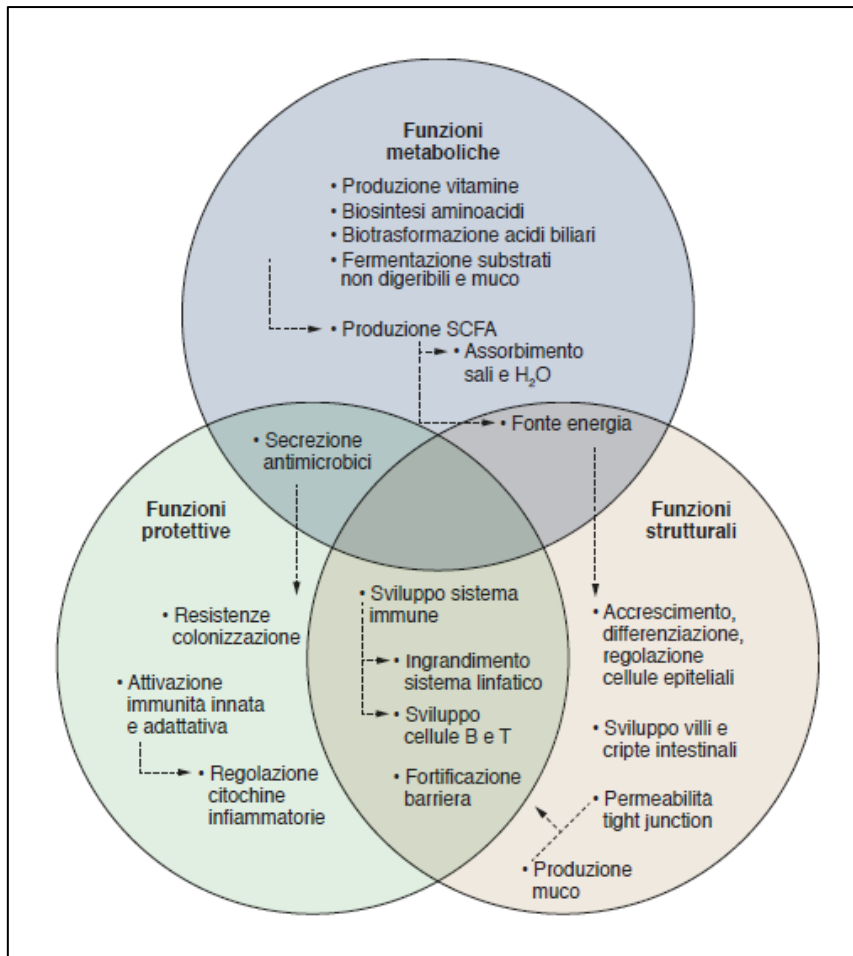 Funzioni
metaboliche
• Produzione vitamine
• Biosintesi aminoacidi
• Biotrasformazione acidi biliari
• Fermentazione substrati
non digeribili e muco
• Produzione SCFA
• Assorbimento
sali e H₂O
• Fonte energia
• Secrezione
antimicrobici
Funzioni
protettive
• Resistenze
colonizzazione
• Attivazione
immunità innata
e adattativa
• Regolazione
citochine
infiammatorie
• Sviluppo sistema
immune
• Ingrandimento
sistema linfatico
• Sviluppo
cellule B e T
• Fortificazione
barriera
Funzioni
strutturali
• Accrescimento,
differenziazione,
regolazione
cellule epiteliali
• Sviluppo villi e
cripte intestinali
• Permeabilità
tight junction
• Produzione
muco